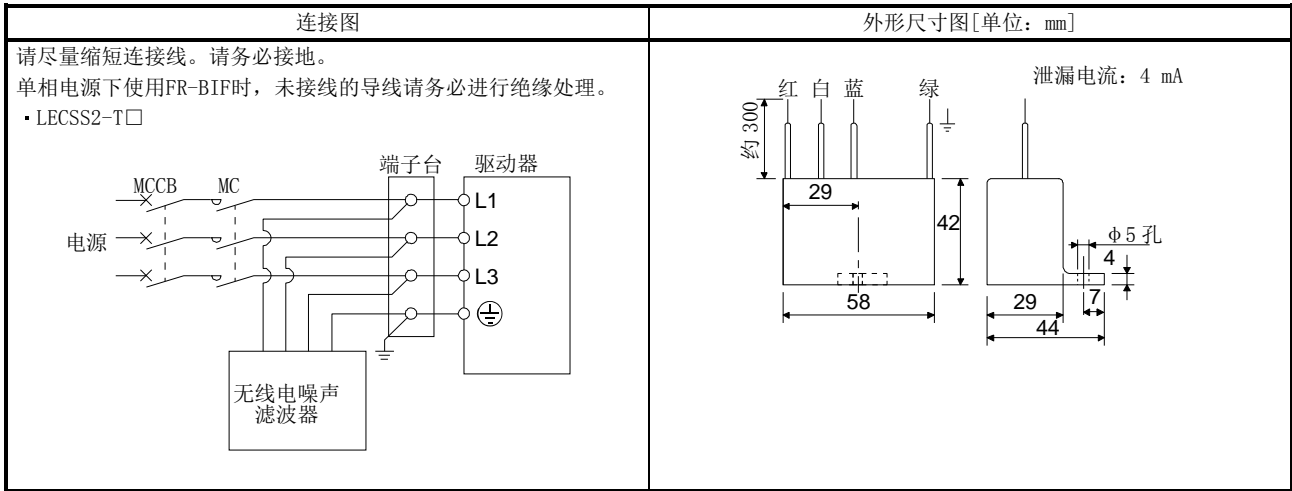 连接图
外形尺寸图[单位：mm]
请尽量缩短连接线。请务必接地。
单相电源下使用FR-BIF时，未接线的导线请务必进行绝缘处理。
▪LECSS2-T□
端子台
驱动器
MCCB
MC
L1
电源
L2
L3
无线电噪声
滤波器
泄漏电流：4 mA
红 白 蓝 绿
约 300
29
42
58
φ5 孔
4
29
7
44